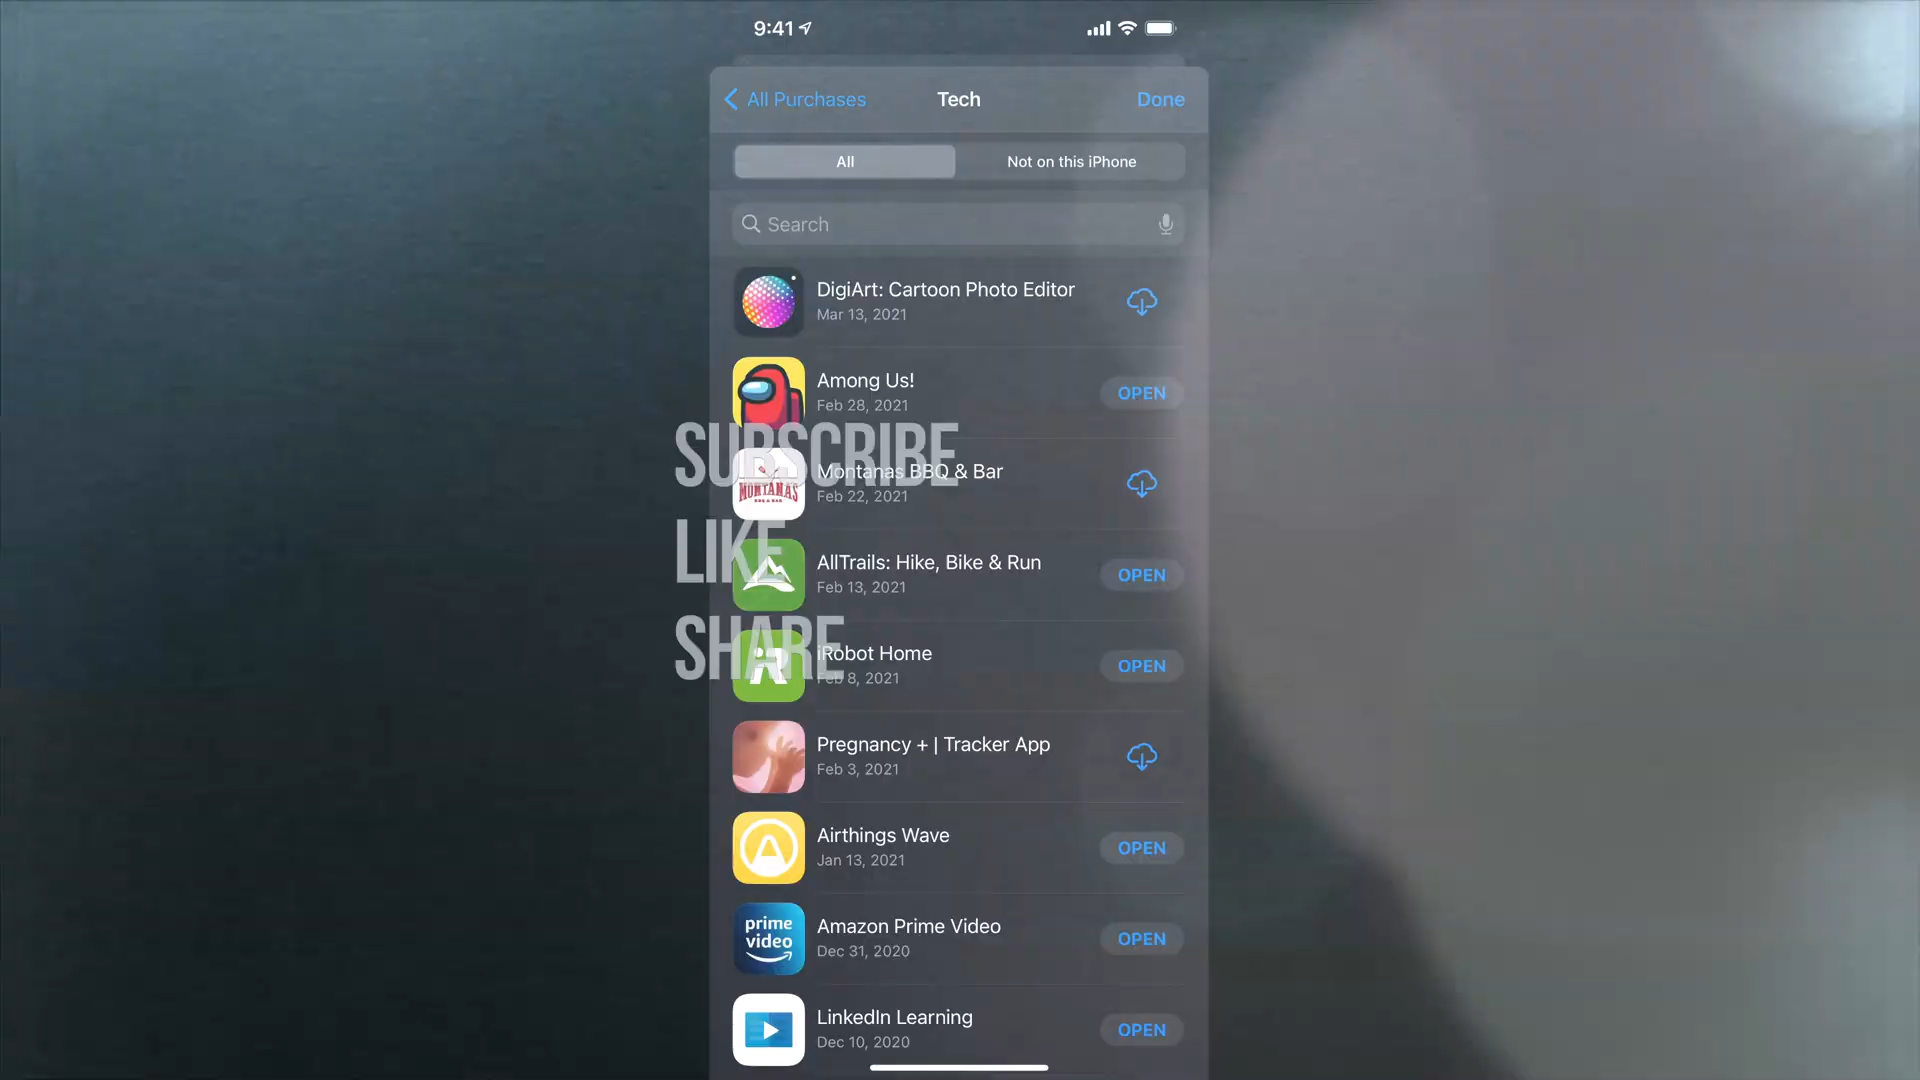 9:41
All Purchases Tech Done
All Not on this iPhone
Search
DigiArt: Cartoon Photo Editor
Mar 13, 2021
Among Us!
Feb 28, 2021
OPEN
SUBSCRIBE
Montanas BBQ & Bar
Feb 22, 2021
MONTANAS
BBQ & BAR
LIKE
AllTrails: Hike, Bike & Run
Feb 13, 2021
OPEN
SHARE
iRobot Home
Feb 8, 2021
OPEN
Pregnancy + | Tracker App
Feb 3, 2021
Airthings Wave
Jan 13, 2021
OPEN
prime
video
Amazon Prime Video
Dec 31, 2020
OPEN
LinkedIn Learning
Dec 10, 2020
OPEN